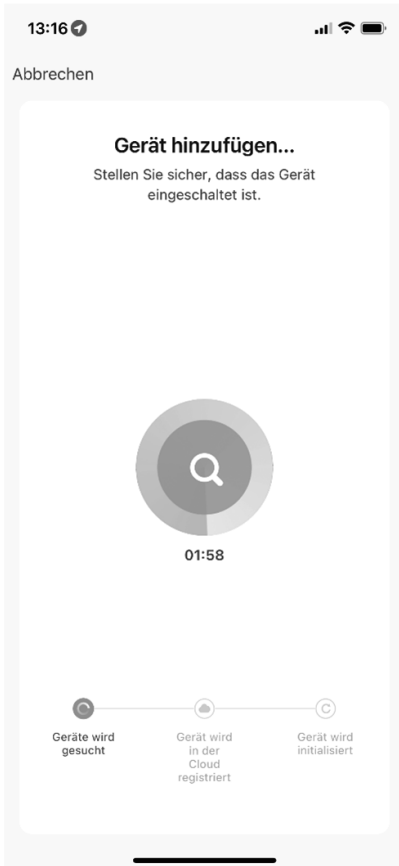 13:16
Abbrechen
Gerät hinzufügen...
Stellen Sie sicher, dass das Gerät
eingeschaltet ist.
01:58
Geräte wird
gesucht
Gerät wird
in der
Cloud
registriert
Gerät wird
initialisiert